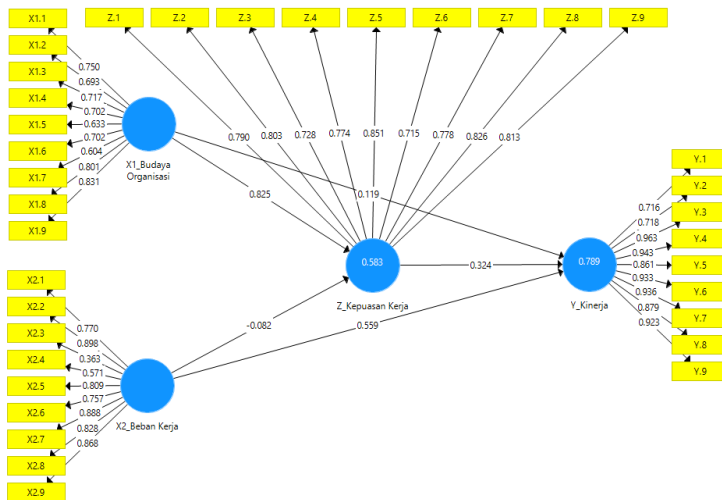 X1.1
X1.2
X1.3
X1.4
X1.5
X1.6
X1.7
X1.8
X1.9
0.750
0.693
0.717
0.702
0.633
0.702
0.604
0.801
0.831
X1_Budaya
Organisasi
Z.1
Z.2
Z.3
Z.4
Z.5
Z.6
Z.7
Z.8
Z.9
0.790
0.803
0.728
0.774
0.851
0.715
0.778
0.826
0.813
0.825
0.119
0.583
Z_Kepuasan Kerja
0.324
-0.082
0.559
X2.1
X2.2
X2.3
X2.4
X2.5
X2.6
X2.7
X2.8
X2.9
0.770
0.898
0.363
0.571
0.809
0.757
0.888
0.828
0.868
X2_Beban Kerja
0.789
Y_Kinerja
0.716
0.718
0.963
0.943
0.861
0.933
0.936
0.879
0.923
Y.1
Y.2
Y.3
Y.4
Y.5
Y.6
Y.7
Y.8
Y.9